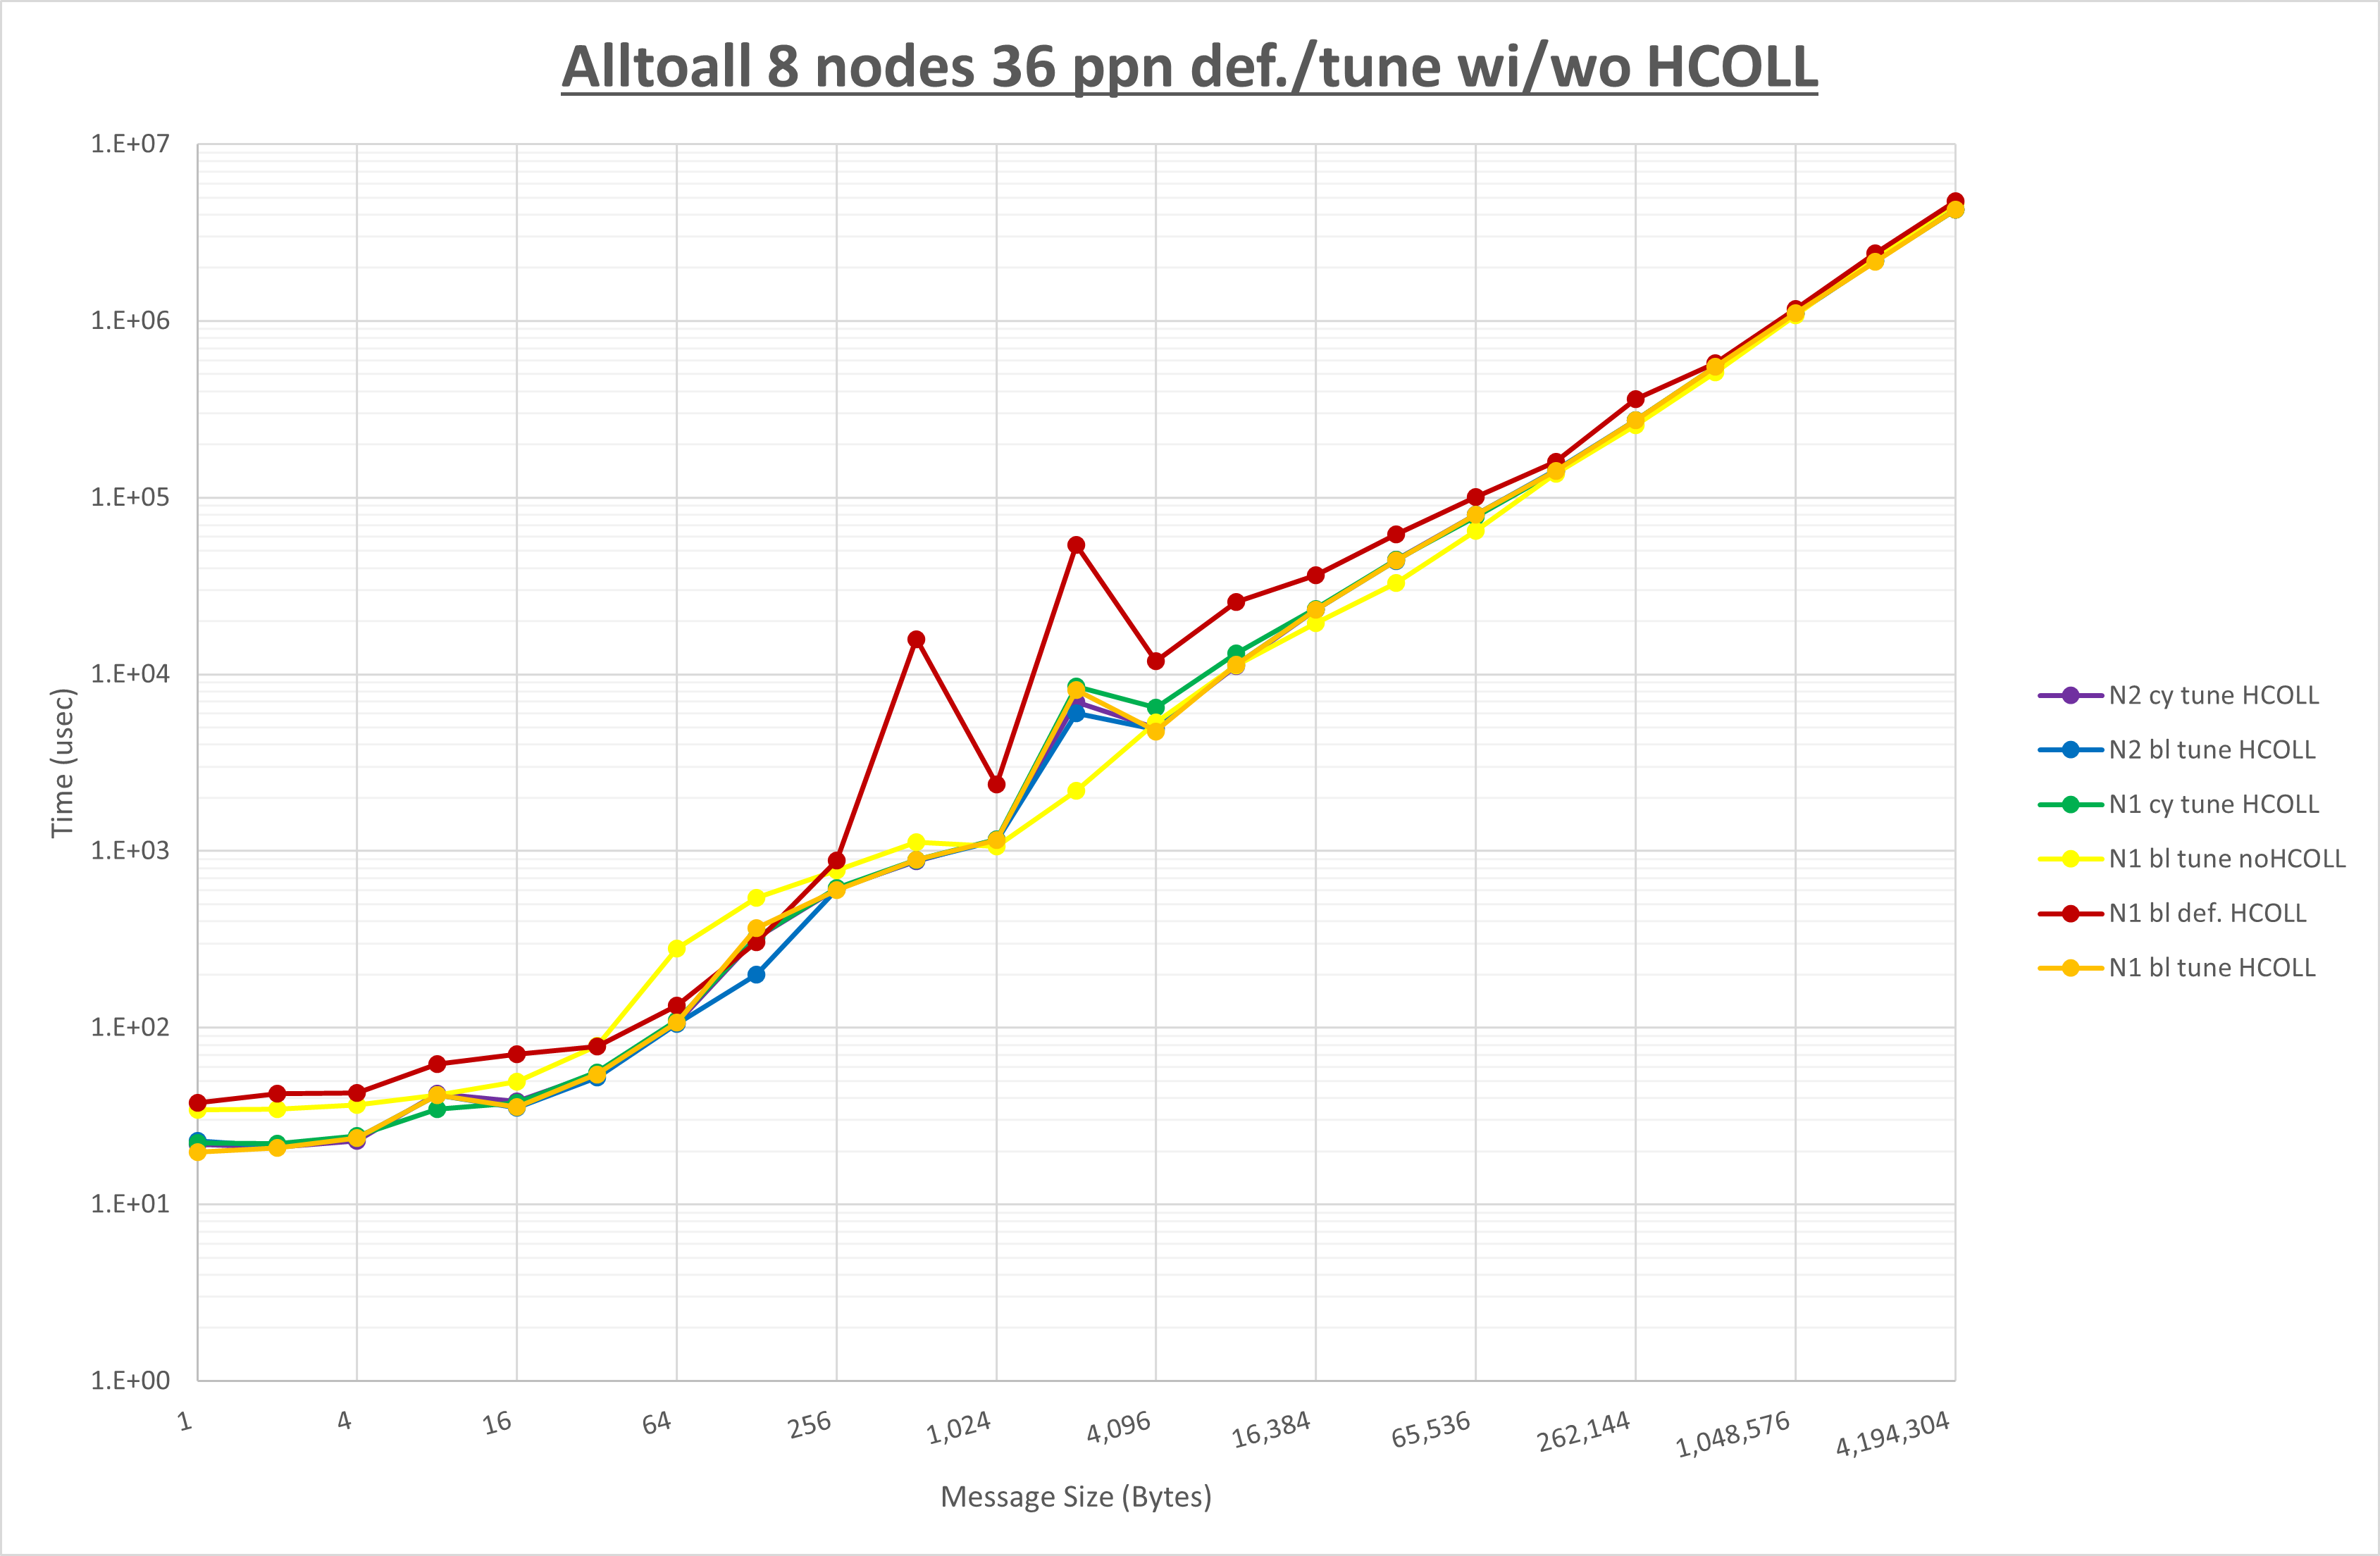 Alltoall 8 nodes 36 ppn def./tune wi/wo HCOLL
1.E+07
1.E+06
1.E+05
1.E+04
1.E+03
1.E+02
1.E+01
1.E+00
Time (usec)
1
4
16
64
256
1,024
4,096
16,384
65,536
262,144
1,048,576
4,194,304
Message Size (Bytes)
N2 cy tune HCOLL
N2 bl tune HCOLL
N1 cy tune HCOLL
N1 bl tune noHCOLL
N1 bl def. HCOLL
N1 bl tune HCOLL